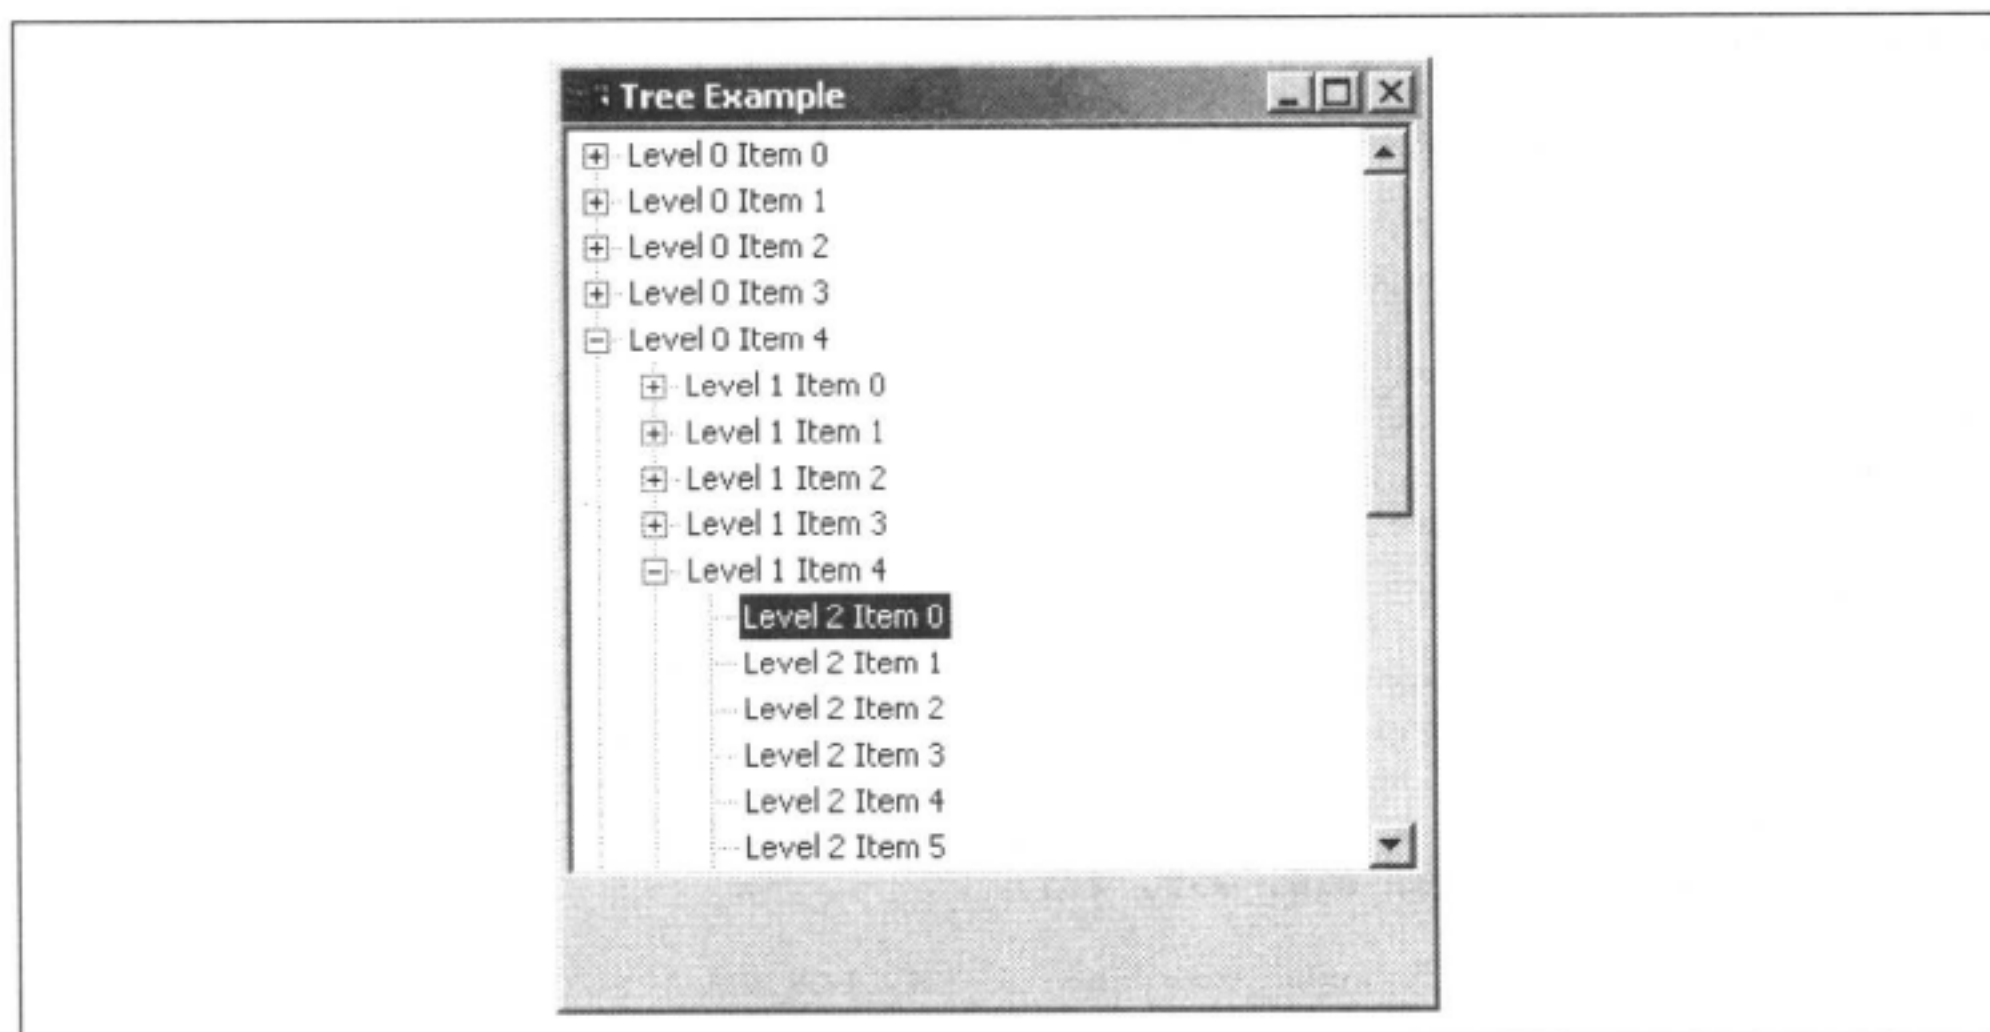 Tree Example
Level 0 Item 0
Level 0 Item 1
Level 0 Item 2
Level 0 Item 3
Level 0 Item 4
Level 1 Item 0
Level 1 Item 1
Level 1 Item 2
Level 1 Item 3
Level 1 Item 4
Level 2 Item 0
Level 2 Item 1
Level 2 Item 2
Level 2 Item 3
Level 2 Item 4
Level 2 Item 5